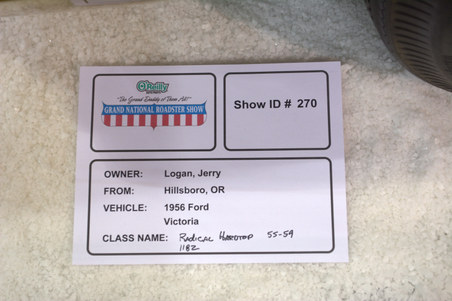 O'Reilly
"The Grand Daddy of Them All"
GRAND NATIONAL ROADSTER SHOW
Show ID # 270
OWNER: Logan, Jerry
FROM: Hillsboro, OR
VEHICLE: 1956 Ford
Victoria
CLASS NAME: RADICAL HARDTOP 55-59
1182